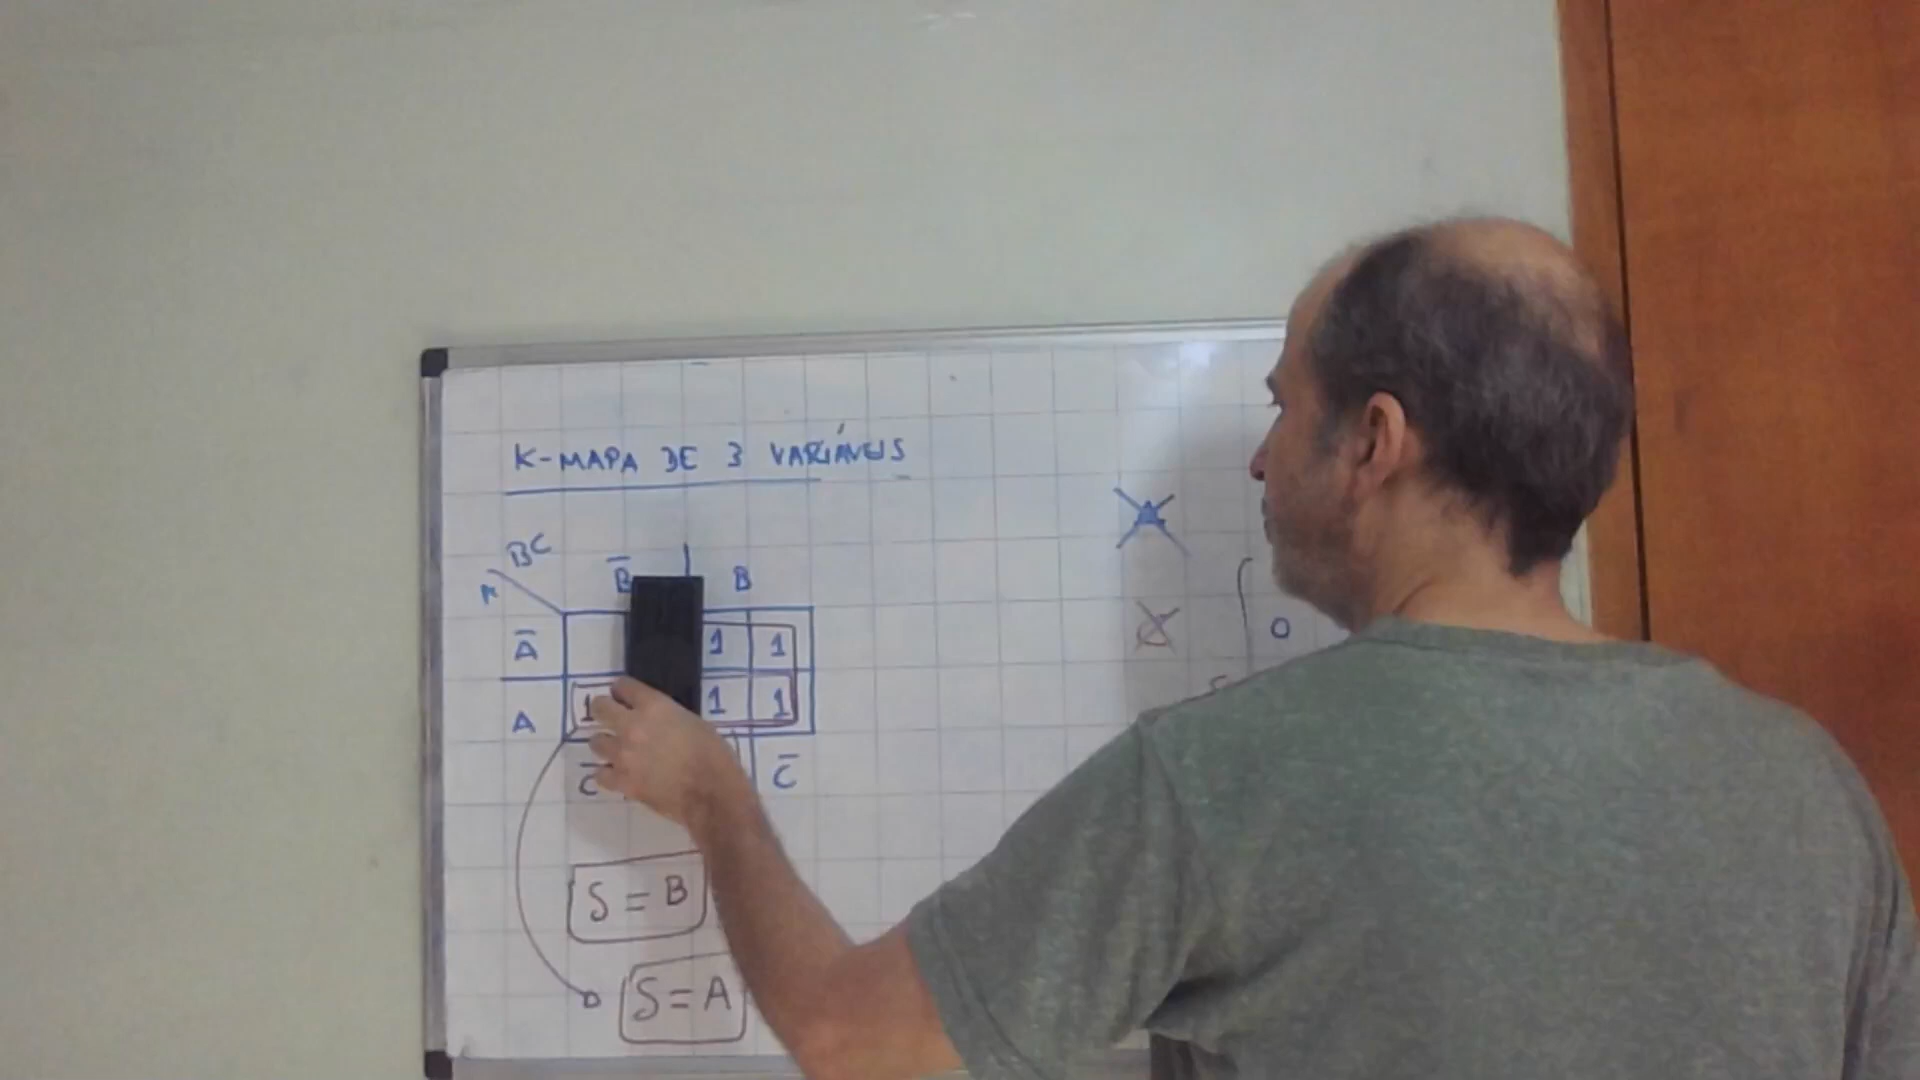 K-MAPA DE 3 VARIÁVEIS
BC
B̅ B
A̅ 1 1
A 1 1 1
C̅ C̅
0
S = B
S = A